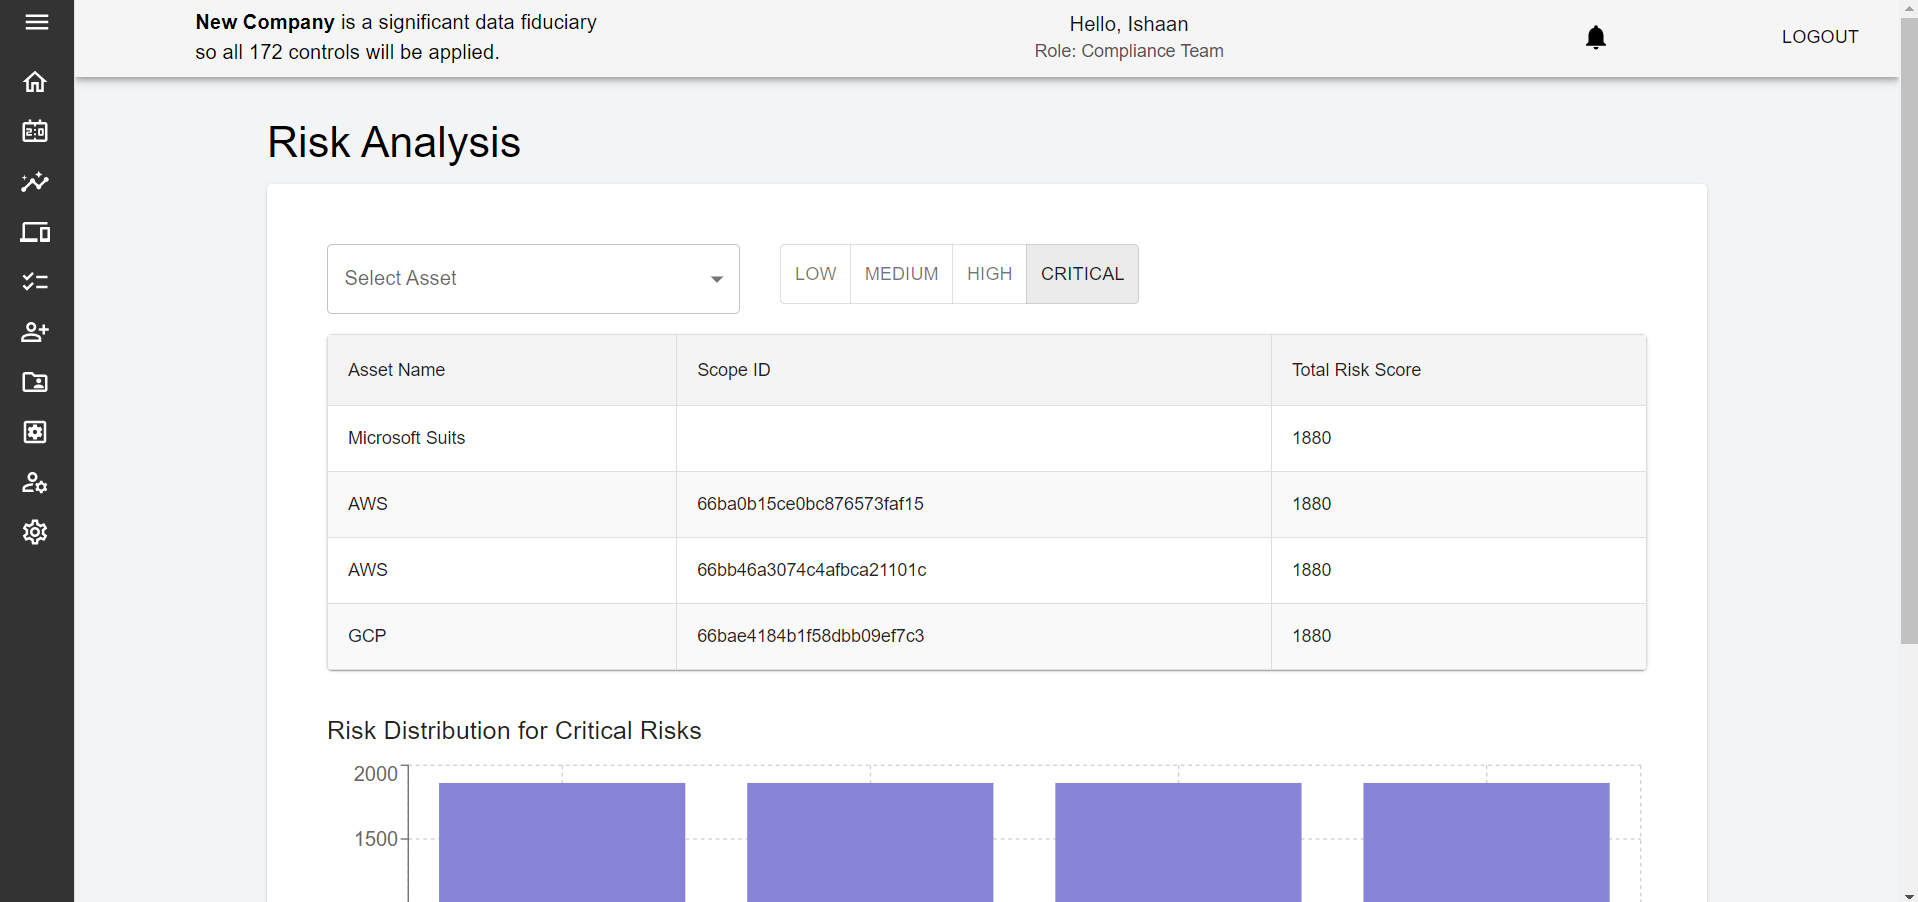 New Company is a significant data fiduciary
so all 172 controls will be applied.
Hello, Ishaan
Role: Compliance Team
LOGOUT
2:0
Risk Analysis
Select Asset
LOW MEDIUM HIGH CRITICAL
Asset Name Scope ID Total Risk Score
Microsoft Suits 1880
AWS 66ba0b15ce0bc876573faf15 1880
AWS 66bb46a3074c4afbca21101c 1880
GCP 66bae4184b1f58dbb09ef7c3 1880
Risk Distribution for Critical Risks
2000
1500